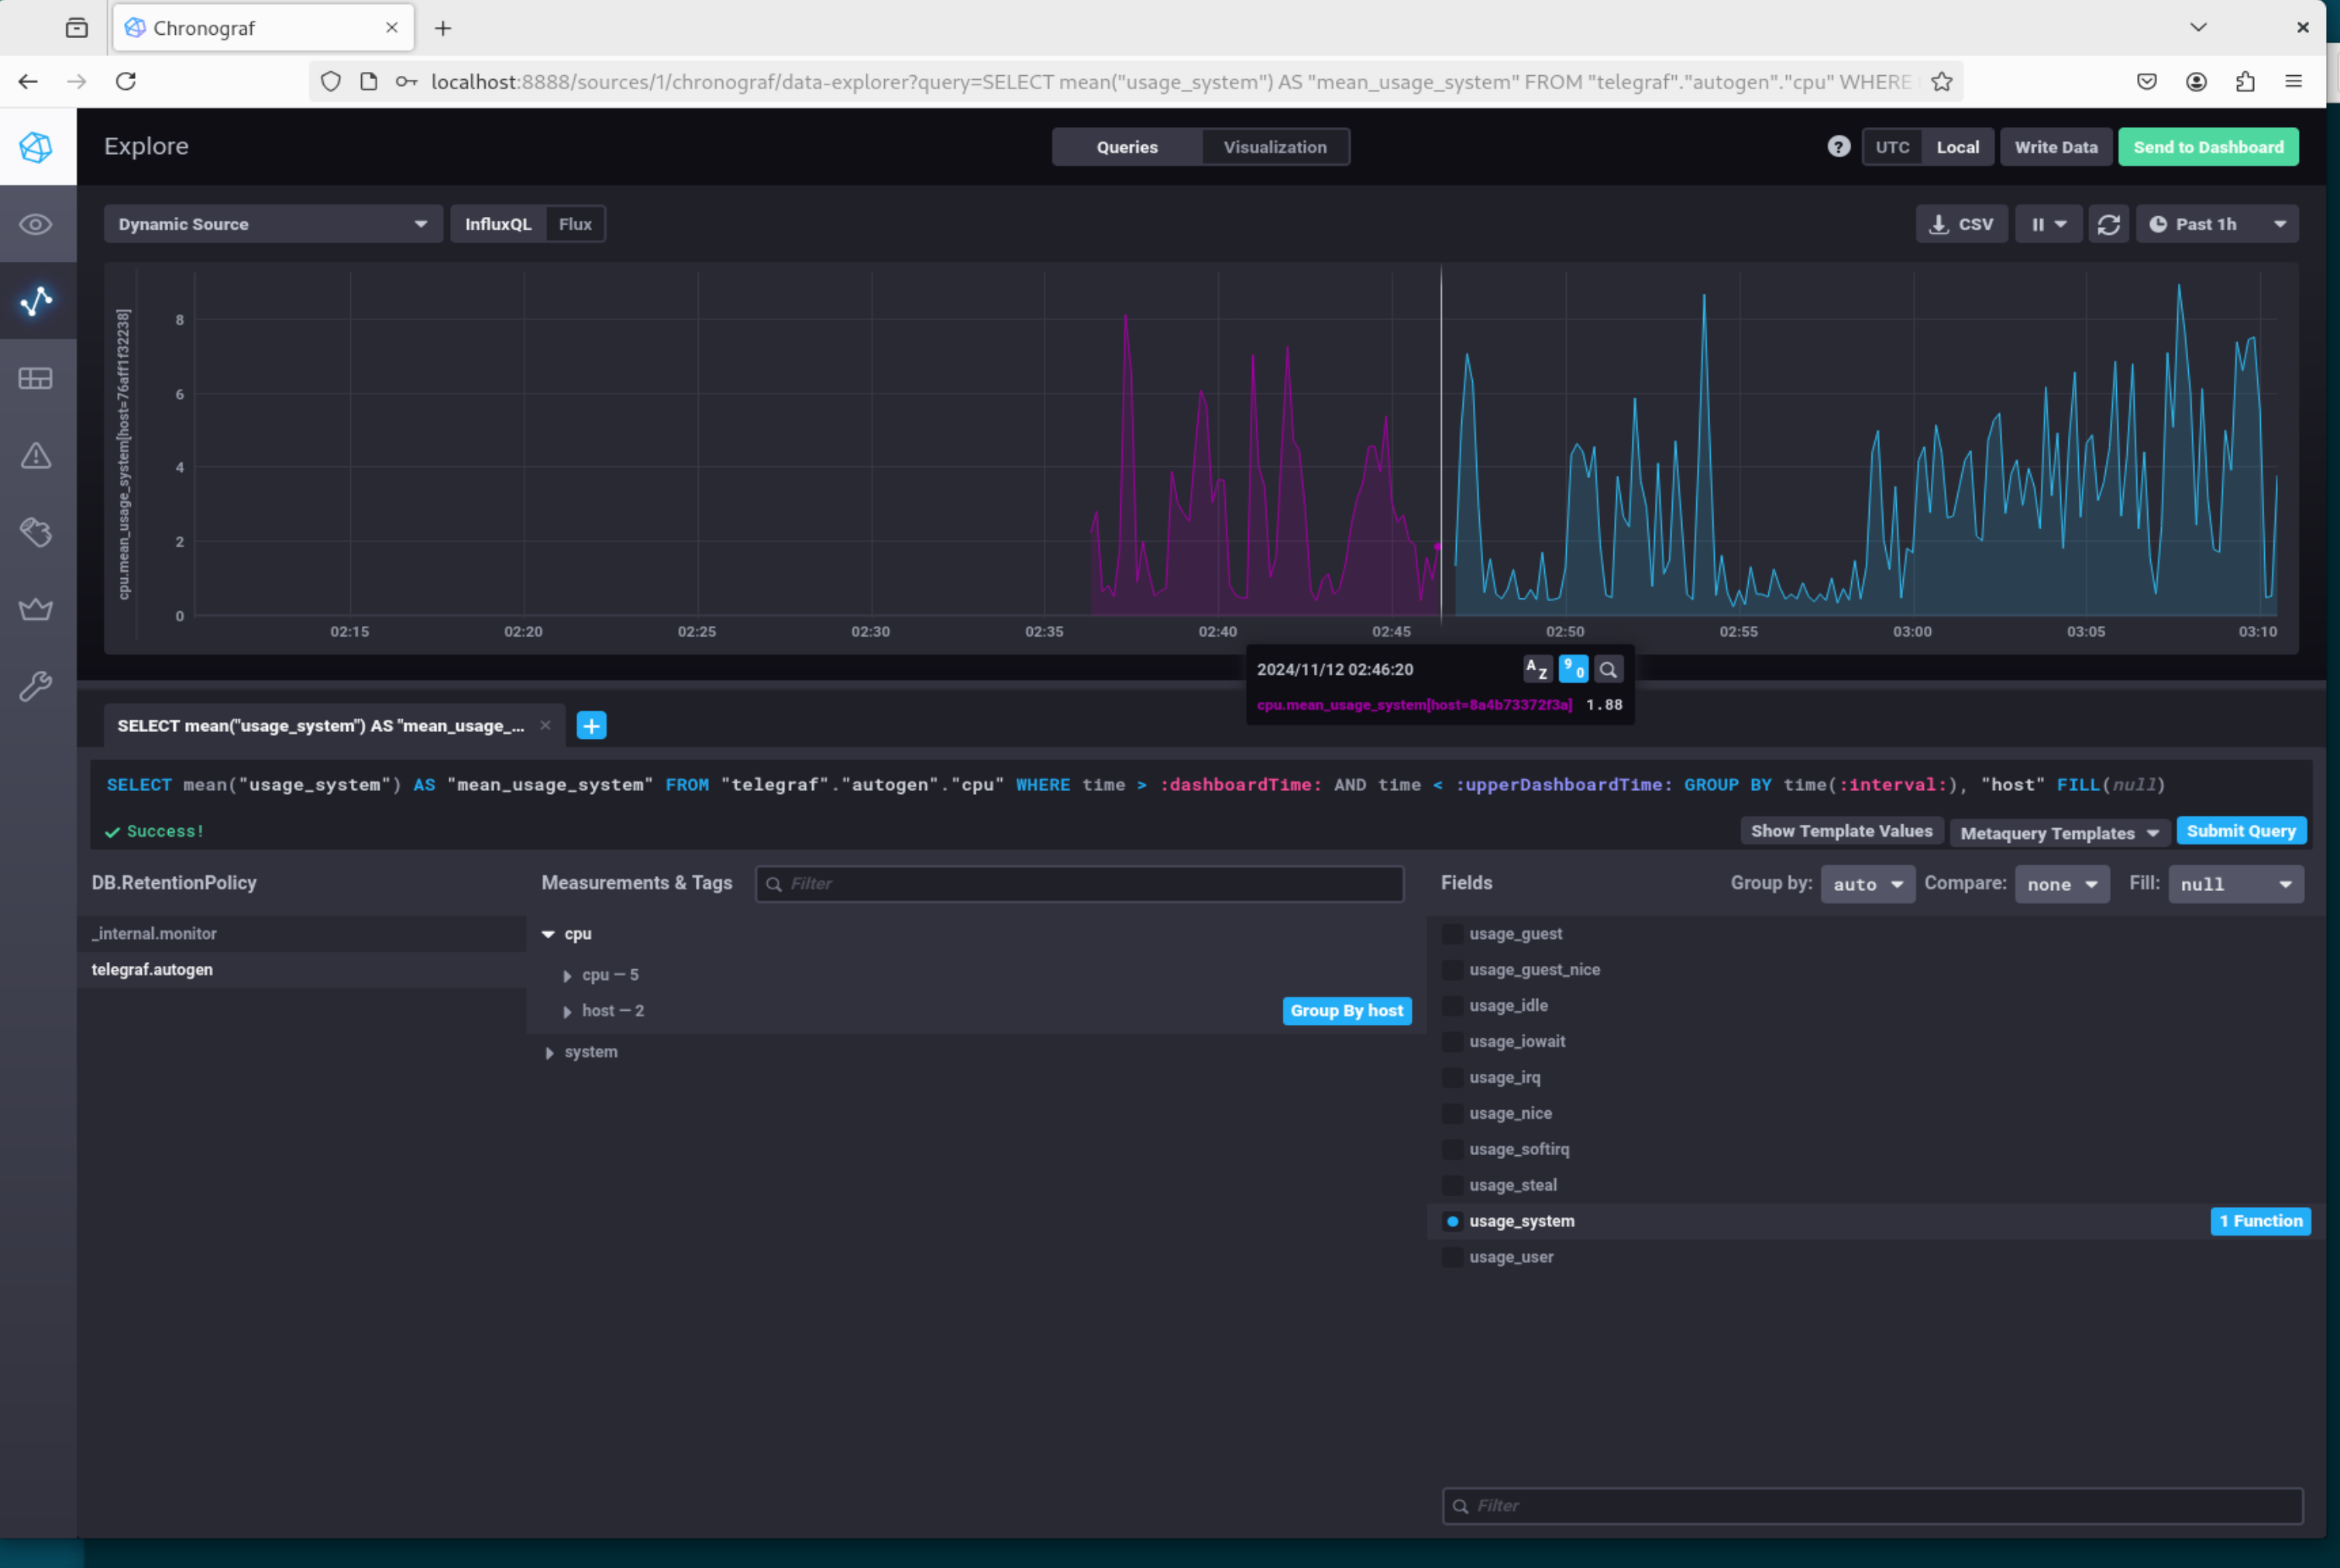 Chronograf
localhost:8888/sources/1/chronograf/data-explorer?query=SELECT mean("usage_system") AS "mean_usage_system" FROM "telegraf"."autogen"."cpu" WHERE
Explore
Queries Visualization
? UTC Local Write Data Send to Dashboard
Dynamic Source InfluxQL Flux
CSV Past 1h
cpu.mean_usage_system[host=76aff1f32238]
8
6
4
2
0
02:15 02:20 02:25 02:30 02:35 02:40 02:45 02:50 02:55 03:00 03:05 03:10
2024/11/12 02:46:20 A Z 9 0
cpu.mean_usage_system[host=8a4b73372f3a] 1.88
SELECT mean("usage_system") AS "mean_usage_...
SELECT mean("usage_system") AS "mean_usage_system" FROM "telegraf"."autogen"."cpu" WHERE time > :dashboardTime: AND time < :upperDashboardTime: GROUP BY time(:interval:), "host" FILL(null)
Success! Show Template Values Metaquery Templates Submit Query
DB.RetentionPolicy
_internal.monitor
telegraf.autogen
Measurements & Tags Filter
cpu
cpu — 5
host — 2 Group By host
system
Fields Group by: auto Compare: none Fill: null
usage_guest
usage_guest_nice
usage_idle
usage_iowait
usage_irq
usage_nice
usage_softirq
usage_steal
usage_system 1 Function
usage_user
Filter